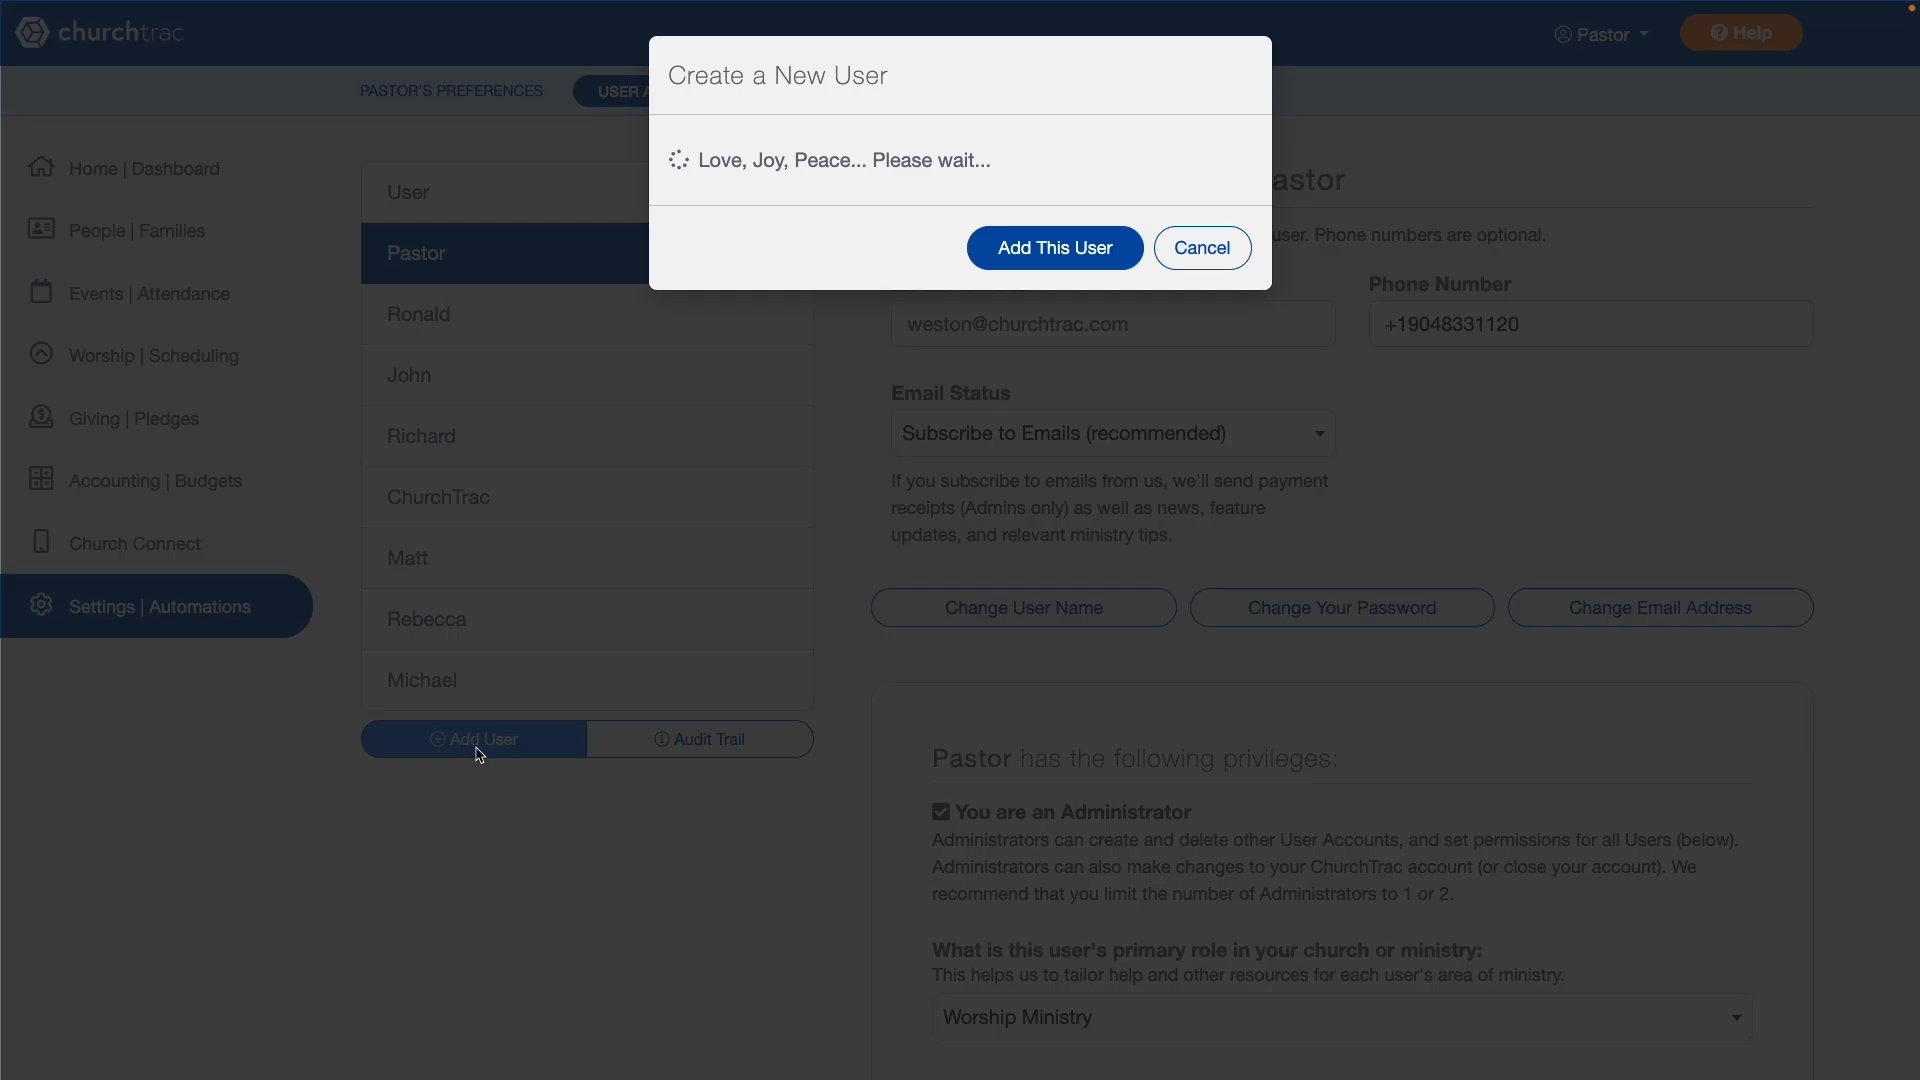 churchtrac
Pastor
Help
PASTOR'S PREFERENCES
USER A
Create a New User
Love, Joy, Peace... Please wait...
Add This User
Cancel
Home | Dashboard
People | Families
Events | Attendance
Worship | Scheduling
Giving | Pledges
Accounting | Budgets
Church Connect
Settings | Automations
User
Pastor
Ronald
John
Richard
ChurchTrac
Matt
Rebecca
Michael
Add User
Audit Trail
astor
user. Phone numbers are optional.
Phone Number
weston@churchtrac.com
+19048331120
Email Status
Subscribe to Emails (recommended)
If you subscribe to emails from us, we'll send payment
receipts (Admins only) as well as news, feature
updates, and relevant ministry tips.
Change User Name
Change Your Password
Change Email Address
Pastor has the following privileges:
You are an Administrator
Administrators can create and delete other User Accounts, and set permissions for all Users (below).
Administrators can also make changes to your ChurchTrac account (or close your account). We
recommend that you limit the number of Administrators to 1 or 2.
What is this user's primary role in your church or ministry:
This helps us to tailor help and other resources for each user's area of ministry.
Worship Ministry